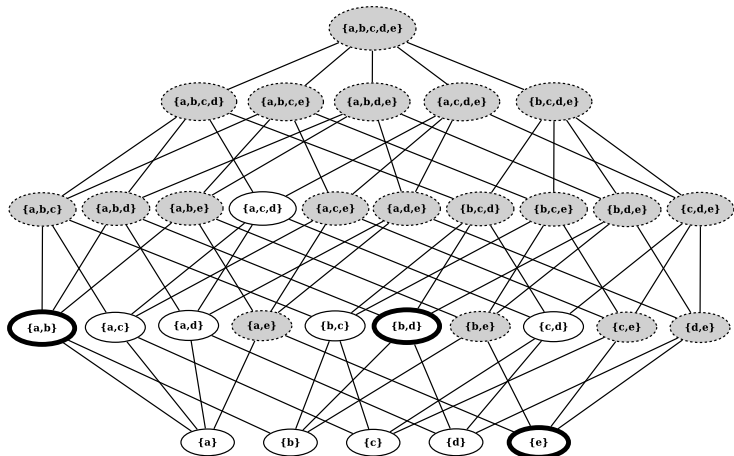 {a,b,c,d,e}
{a,b,c,d} {a,b,c,e} {a,b,d,e} {a,c,d,e} {b,c,d,e}
{a,b,c} {a,b,d} {a,b,e} {a,c,d} {a,c,e} {a,d,e} {b,c,d} {b,c,e} {b,d,e} {c,d,e}
{a,b} {a,c} {a,d} {a,e} {b,c} {b,d} {b,e} {c,d} {c,e} {d,e}
{a} {b} {c} {d} {e}